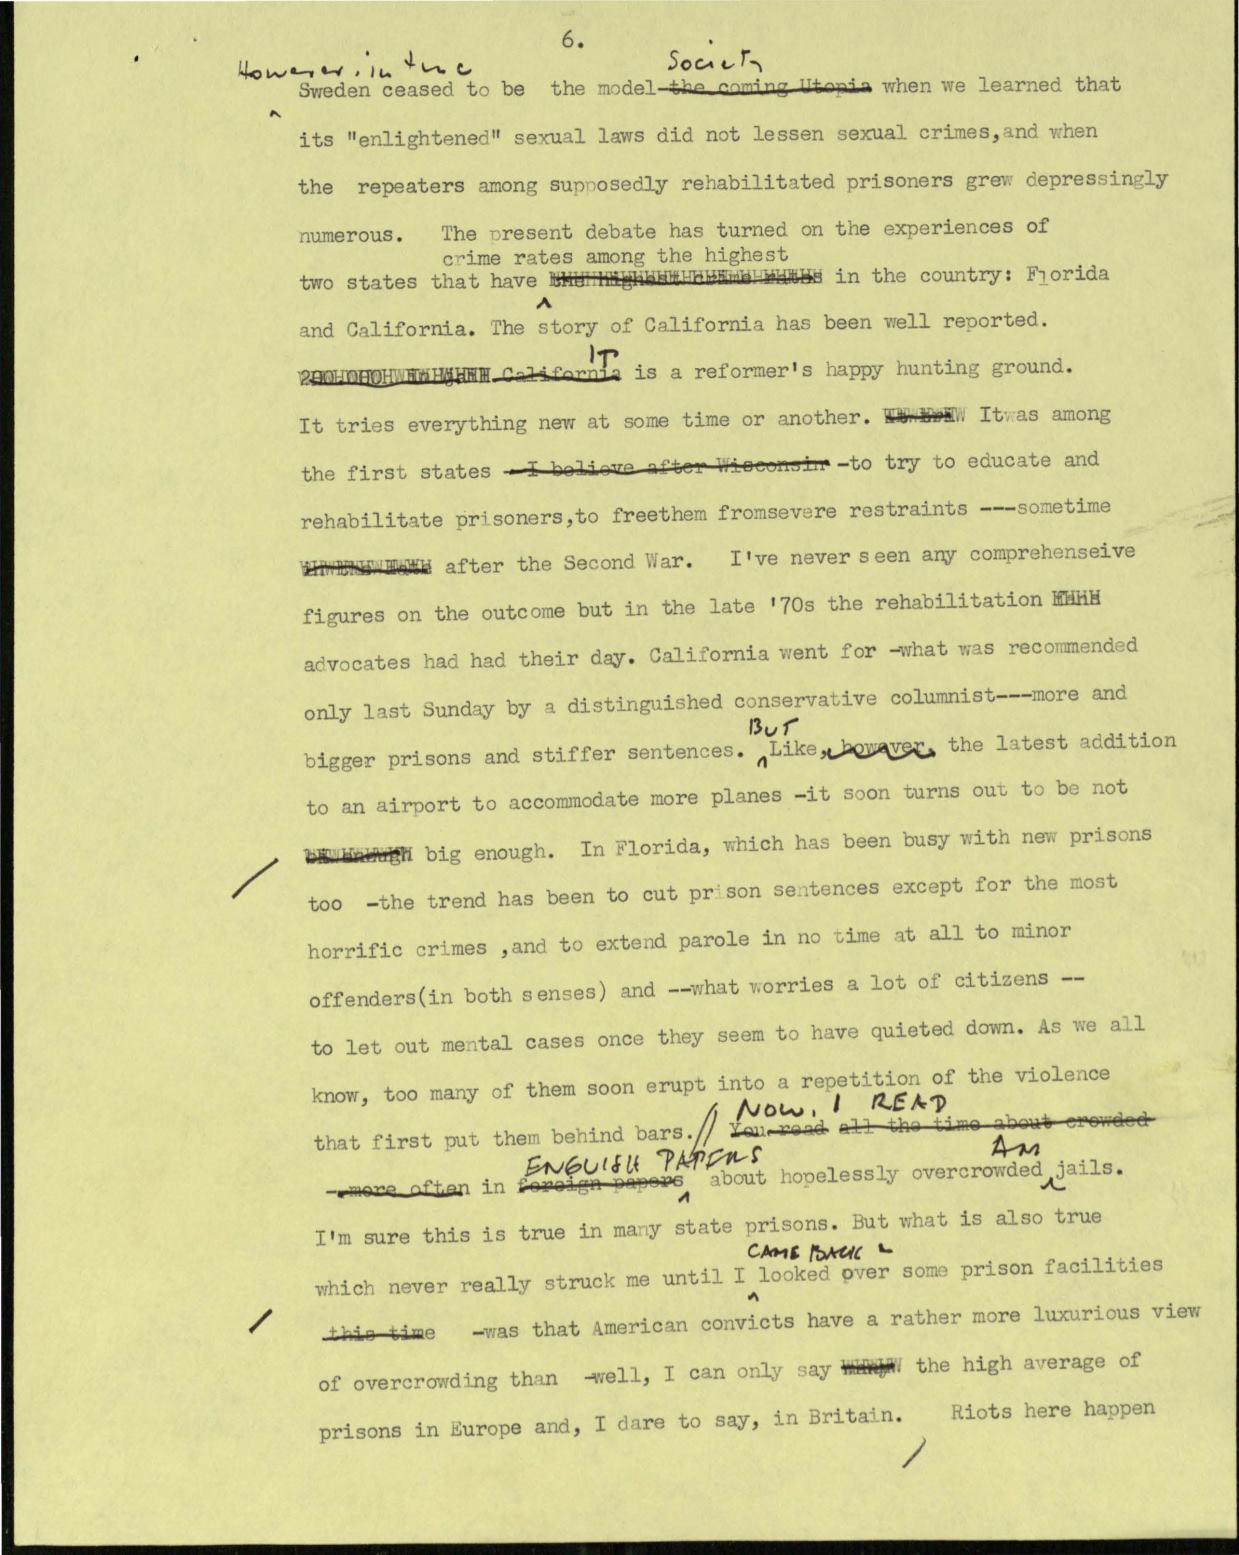 6.
However, in time Society
Sweden ceased to be the model-the coming Utopia when we learned that
its "enlightened" sexual laws did not lessen sexual crimes,and when
the repeaters among supposedly rehabilitated prisoners grew depressingly
numerous. The present debate has turned on the experiences of
crime rates among the highest
two states that have the highest crime rates in the country: Florida
and California. The story of California has been well reported.
IT
California is a reformer's happy hunting ground.
It tries everything new at some time or another. Itwas among
the first states - I believe after Wisconsin -to try to educate and
rehabilitate prisoners,to freethem fromsevere restraints ---sometime
after the Second War. I've never seen any comprehenseive
figures on the outcome but in the late '70s the rehabilitation
advocates had had their day. California went for -what was recommended
only last Sunday by a distinguished conservative columnist---more and
BUT
bigger prisons and stiffer sentences. Like, however, the latest addition
to an airport to accommodate more planes -it soon turns out to be not
big enough. In Florida, which has been busy with new prisons
too -the trend has been to cut prison sentences except for the most
horrific crimes ,and to extend parole in no time at all to minor
offenders(in both senses) and --what worries a lot of citizens --
to let out mental cases once they seem to have quieted down. As we all
know, too many of them soon erupt into a repetition of the violence
NOW, I READ
that first put them behind bars.// You read all the time about crowded
ENGLISH PAPERS AM
--more often in foreign papers about hopelessly overcrowded jails.
I'm sure this is true in many state prisons. But what is also true
CAME BACK &
which never really struck me until I looked over some prison facilities
this time -was that American convicts have a rather more luxurious view
of overcrowding than -well, I can only say the high average of
prisons in Europe and, I dare to say, in Britain. Riots here happen